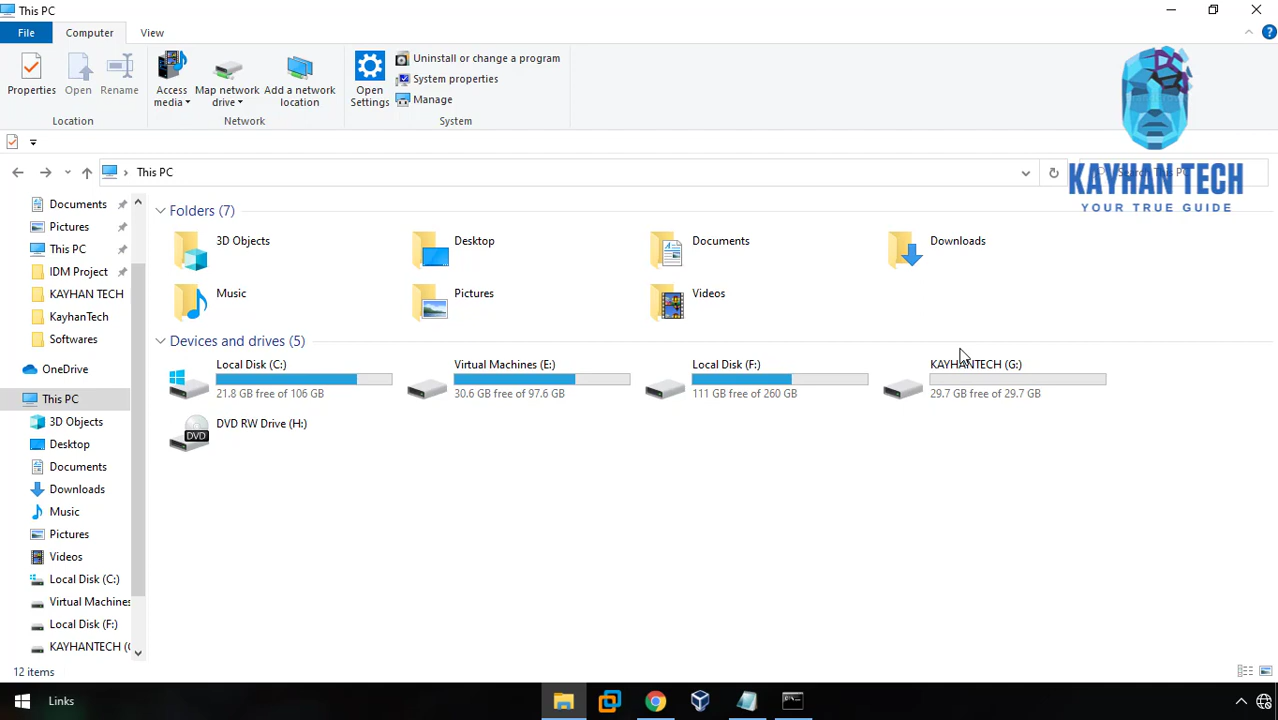 This PC
File
Computer
View
Properties
Open
Rename
Location
Access
media
Map network
drive
Add a network
location
Network
Open
Settings
Uninstall or change a program
System properties
Manage
System
KAYHAN TECH
YOUR TRUE GUIDE
This PC
Search This PC
Documents
Pictures
This PC
IDM Project
KAYHAN TECH
KayhanTech
Softwares
OneDrive
This PC
3D Objects
Desktop
Documents
Downloads
Music
Pictures
Videos
Local Disk (C:)
Virtual Machines
Local Disk (F:)
KAYHANTECH (
Folders (7)
3D Objects
Desktop
Documents
Downloads
Music
Pictures
Videos
Devices and drives (5)
Local Disk (C:)
21.8 GB free of 106 GB
Virtual Machines (E:)
30.6 GB free of 97.6 GB
Local Disk (F:)
111 GB free of 260 GB
KAYHANTECH (G:)
29.7 GB free of 29.7 GB
DVD
DVD RW Drive (H:)
12 items
Links